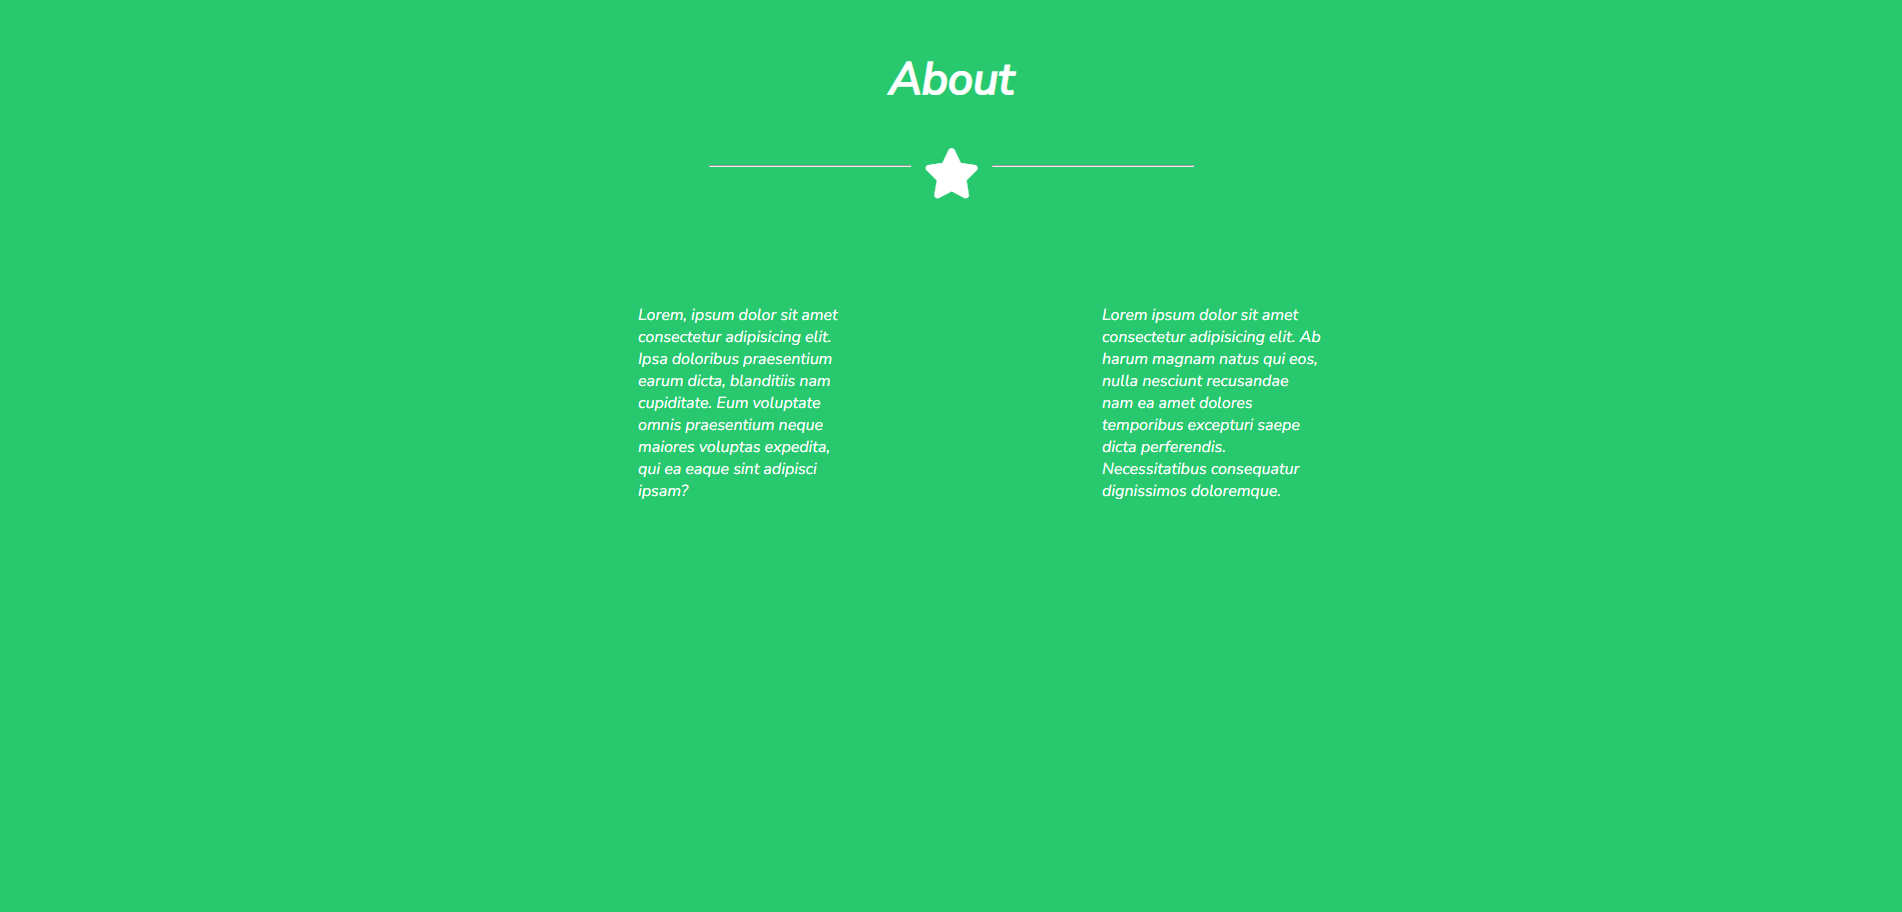 About
Lorem, ipsum dolor sit amet
consectetur adipisicing elit.
Ipsa doloribus praesentium
earum dicta, blanditiis nam
cupiditate. Eum voluptate
omnis praesentium neque
maiores voluptas expedita,
qui ea eaque sint adipisci
ipsam?
Lorem ipsum dolor sit amet
consectetur adipisicing elit. Ab
harum magnam natus qui eos,
nulla nesciunt recusandae
nam ea amet dolores
temporibus excepturi saepe
dicta perferendis.
Necessitatibus consequatur
dignissimos doloremque.